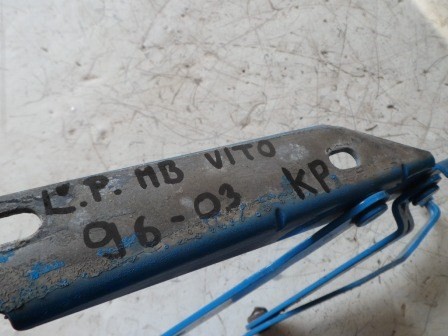 L.P. MB VITO
96-03 KP